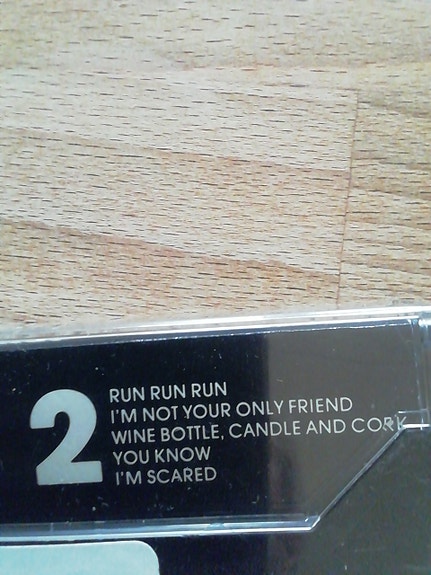 2
RUN RUN RUN
I'M NOT YOUR ONLY FRIEND
WINE BOTTLE, CANDLE AND CORK
YOU KNOW
I'M SCARED